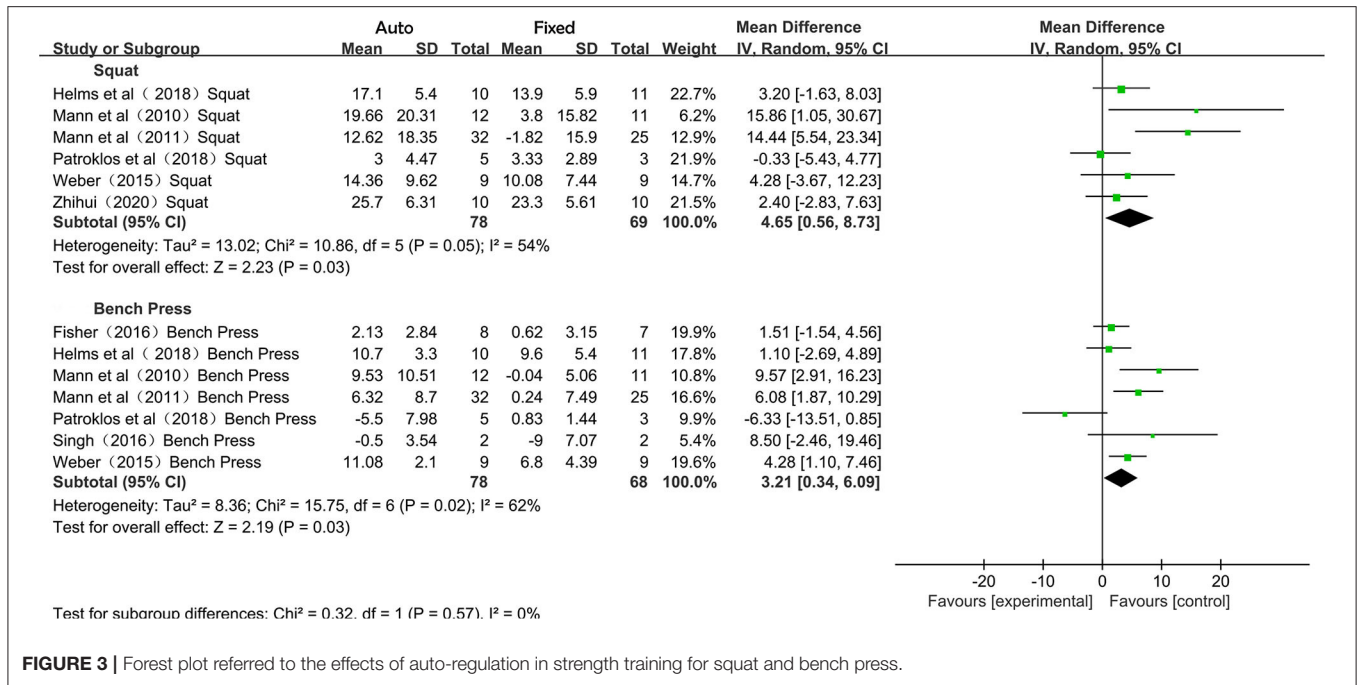 Auto Fixed Mean Difference Mean Difference
Study or Subgroup Mean SD Total Mean SD Total Weight IV, Random, 95% CI IV, Random, 95% CI
Squat
Helms et al（ 2018）Squat 17.1 5.4 10 13.9 5.9 11 22.7% 3.20 [-1.63, 8.03]
Mann et al（2010）Squat 19.66 20.31 12 3.8 15.82 11 6.2% 15.86 [1.05, 30.67]
Mann et al（2011）Squat 12.62 18.35 32 -1.82 15.9 25 12.9% 14.44 [5.54, 23.34]
Patroklos et al（2018）Squat 3 4.47 5 3.33 2.89 3 21.9% -0.33 [-5.43, 4.77]
Weber（2015）Squat 14.36 9.62 9 10.08 7.44 9 14.7% 4.28 [-3.67, 12.23]
Zhihui（2020）Squat 25.7 6.31 10 23.3 5.61 10 21.5% 2.40 [-2.83, 7.63]
Subtotal (95% CI) 78 69 100.0% 4.65 [0.56, 8.73]
Heterogeneity: Tau² = 13.02; Chi² = 10.86, df = 5 (P = 0.05); I² = 54%
Test for overall effect: Z = 2.23 (P = 0.03)
Bench Press
Fisher（2016）Bench Press 2.13 2.84 8 0.62 3.15 7 19.9% 1.51 [-1.54, 4.56]
Helms et al（ 2018）Bench Press 10.7 3.3 10 9.6 5.4 11 17.8% 1.10 [-2.69, 4.89]
Mann et al（2010）Bench Press 9.53 10.51 12 -0.04 5.06 11 10.8% 9.57 [2.91, 16.23]
Mann et al（2011）Bench Press 6.32 8.7 32 0.24 7.49 25 16.6% 6.08 [1.87, 10.29]
Patroklos et al（2018）Bench Press -5.5 7.98 5 0.83 1.44 3 9.9% -6.33 [-13.51, 0.85]
Singh（2016）Bench Press -0.5 3.54 2 -9 7.07 2 5.4% 8.50 [-2.46, 19.46]
Weber（2015）Bench Press 11.08 2.1 9 6.8 4.39 9 19.6% 4.28 [1.10, 7.46]
Subtotal (95% CI) 78 68 100.0% 3.21 [0.34, 6.09]
Heterogeneity: Tau² = 8.36; Chi² = 15.75, df = 6 (P = 0.02); I² = 62%
Test for overall effect: Z = 2.19 (P = 0.03)
-20 -10 0 10 20
Favours [experimental] Favours [control]
Test for subgroup differences: Chi² = 0.32, df = 1 (P = 0.57), I² = 0%
FIGURE 3 | Forest plot referred to the effects of auto-regulation in strength training for squat and bench press.